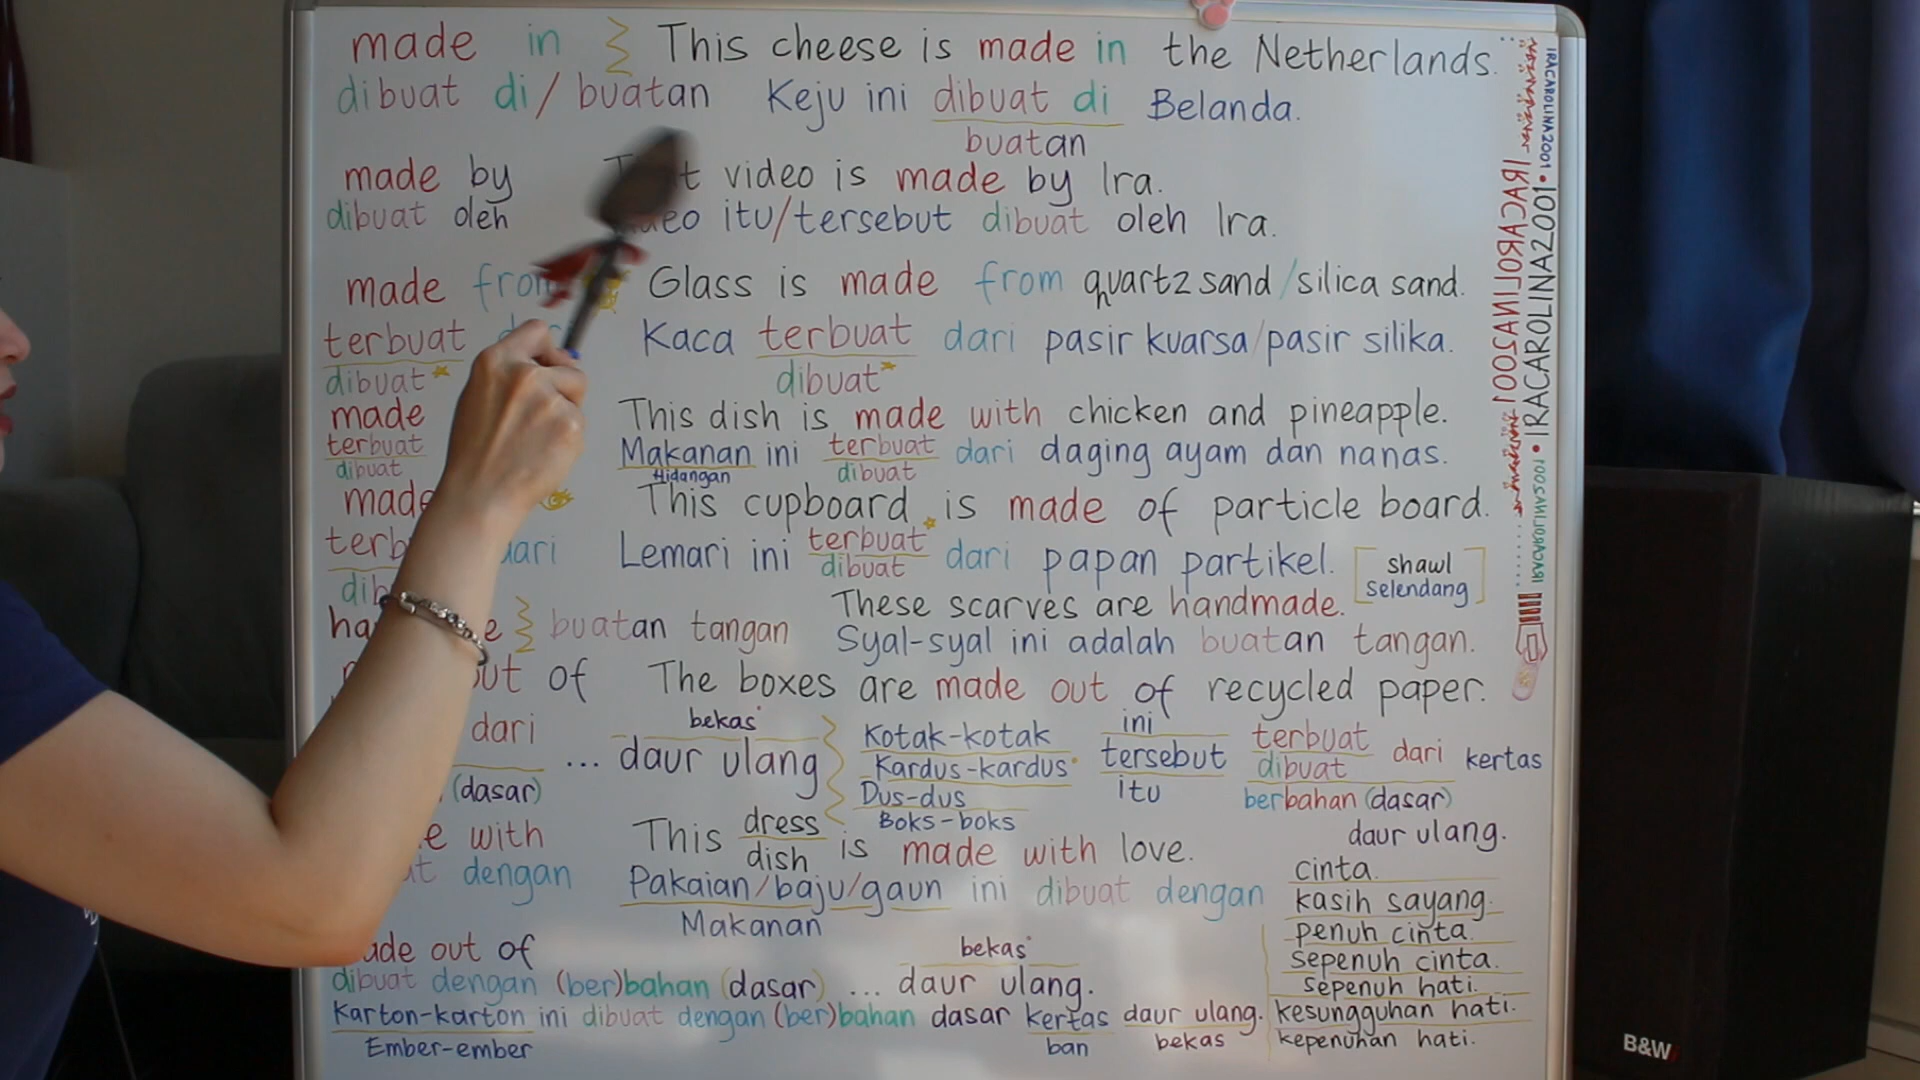 made in This cheese is made in the Netherlands.
dibuat di / buatan Keju ini dibuat di Belanda.
buatan
made by video is made by Ira.
dibuat oleh itu/tersebut dibuat oleh Ira.
made from Glass is made from quartz sand / silica sand.
terbuat dari Kaca terbuat dari pasir kuarsa / pasir silika.
dibuat* dibuat*
made This dish is made with chicken and pineapple.
terbuat Makanan ini terbuat dari daging ayam dan nanas.
dibuat Hidangan dibuat
made This cupboard is made of particle board.
dari Lemari ini terbuat dari papan partikel.
dibuat
shawl
selendang
These scarves are handmade.
buatan tangan Syal-syal ini adalah buatan tangan.
out of The boxes are made out of recycled paper.
dari ... daur ulang
bekas
(dasar)
Kotak-kotak ini terbuat dari kertas
Kardus-kardus tersebut dibuat
Dus-dus itu berbahan (dasar)
Boks-boks daur ulang.
with This dress is made with love.
dish
dengan Pakaian/baju/gaun ini dibuat dengan cinta.
Makanan kasih sayang.
penuh cinta.
sepenuh cinta.
sepenuh hati.
kesungguhan hati.
kepenuhan hati.
out of
bekas
dibuat dengan (ber)bahan (dasar) ... daur ulang.
Karton-karton ini dibuat dengan (ber)bahan dasar kertas daur ulang.
Ember-ember ban bekas
IRACAROLINA2001
IRACAROLINA2001 • IRACAROLINA2001 • IRACAROLINA2001
B&W